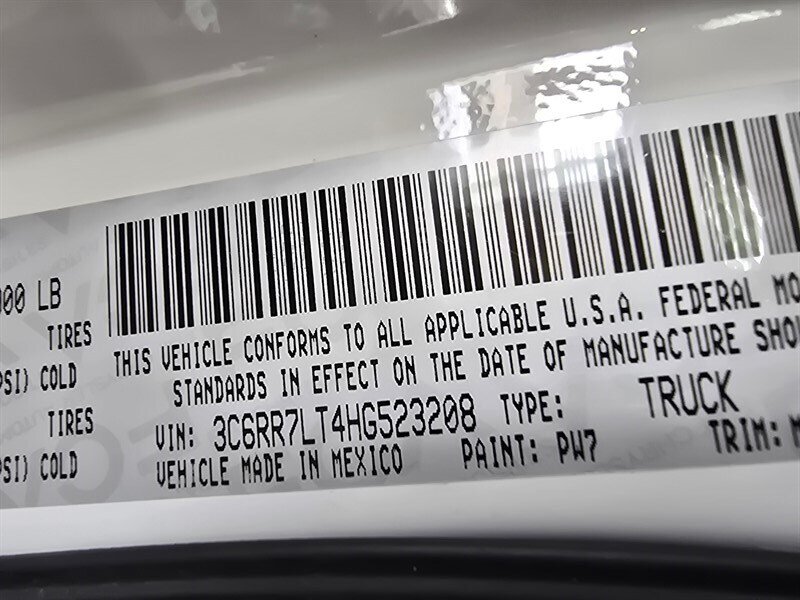 000 LB
TIRES
PSI) COLD
TIRES
PSI) COLD
THIS VEHICLE CONFORMS TO ALL APPLICABLE U.S.A. FEDERAL MO
STANDARDS IN EFFECT ON THE DATE OF MANUFACTURE SHO
VIN: 3C6RR7LT4HG523208 TYPE: TRUCK
VEHICLE MADE IN MEXICO PAINT: PW7 TRIM: M